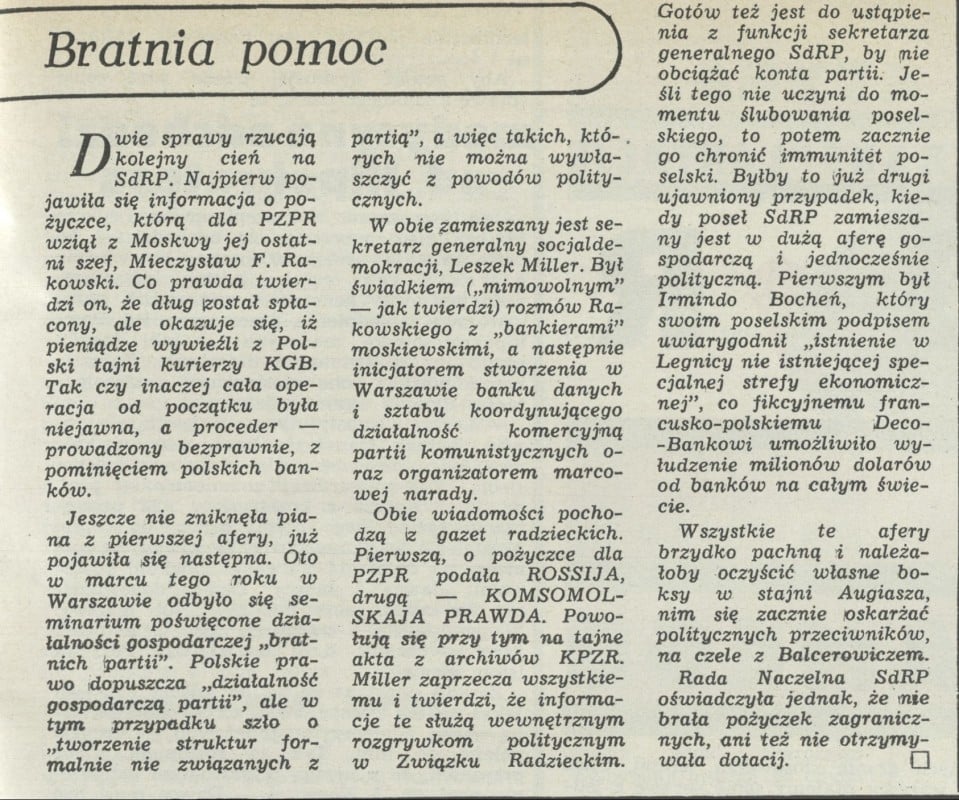 Bratnia pomoc
Dwie sprawy rzucają
kolejny cień na
SdRP. Najpierw po-
jawiła się informacja o po-
życzce, którą dla PZPR
wziął z Moskwy jej ostat-
ni szef, Mieczysław F. Ra-
kowski. Co prawda twier-
dzi on, że dług został spła-
cony, ale okazuje się, iż
pieniądze wywieźli z Pol-
ski tajni kurierzy KGB.
Tak czy inaczej cała ope-
racja od początku była
niejawna, a proceder —
prowadzony bezprawnie, z
pominięciem polskich ban-
ków.
Jeszcze nie zniknęła pia-
na z pierwszej afery, już
pojawiła się następna. Oto
w marcu tego roku w
Warszawie odbyło się se-
minarium poświęcone dzia-
łalności gospodarczej „brat-
nich partii”. Polskie pra-
wo dopuszcza „działalność
gospodarczą partii”, ale w
tym przypadku szło o
„tworzenie struktur for-
malnie nie związanych z
partią”, a więc takich, któ-
rych nie można wywła-
szczyć z powodów polity-
cznych.
W obie zamieszany jest se-
kretarz generalny socjalde-
mokracji, Leszek Miller. Był
świadkiem („mimowolnym”
— jak twierdzi) rozmów Ra-
kowskiego z „bankierami”
moskiewskimi, a następnie
inicjatorem stworzenia w
Warszawie banku danych
i sztabu koordynującego
działalność komercyjną
partii komunistycznych o-
raz organizatorem marco-
wej narady.
Obie wiadomości pocho-
dzą z gazet radzieckich.
Pierwszą, o pożyczce dla
PZPR podała ROSSIJA,
drugą — KOMSOMOL-
SKAJA PRAWDA. Powo-
łują się przy tym na tajne
akta z archiwów KPZR.
Miller zaprzecza wszystkie-
mu i twierdzi, że informa-
cje te służą wewnętrznym
rozgrywkom politycznym
w Związku Radzieckim.
Gotów też jest do ustąpie-
nia z funkcji sekretarza
generalnego SdRP, by nie
obciążać konta partii. Je-
śli tego nie uczyni do mo-
mentu ślubowania posel-
skiego, to potem zacznie
go chronić immunitet po-
selski. Byłby to już drugi
ujawniony przypadek, kie-
dy poseł SdRP zamiesza-
ny jest w dużą aferę go-
spodarczą i jednocześnie
polityczną. Pierwszym był
Irmindo Bocheń, który
swoim poselskim podpisem
uwiarygodnił „istnienie w
Legnicy nie istniejącej spe-
cjalnej strefy ekonomicz-
nej”, co fikcyjnemu fran-
cusko-polskiemu Deco-
-Bankowi umożliwiło wy-
łudzenie milionów dolarów
od banków na całym świe-
cie.
Wszystkie te afery
brzydko pachną i należa-
łoby oczyścić własne bo-
ksy w stajni Augiasza,
nim się zacznie oskarżać
politycznych przeciwników,
na czele z Balcerowiczem.
Rada Naczelna SdRP
oświadczyła jednak, że nie
brała pożyczek zagranicz-
nych, ani też nie otrzymy-
wała dotacji. □